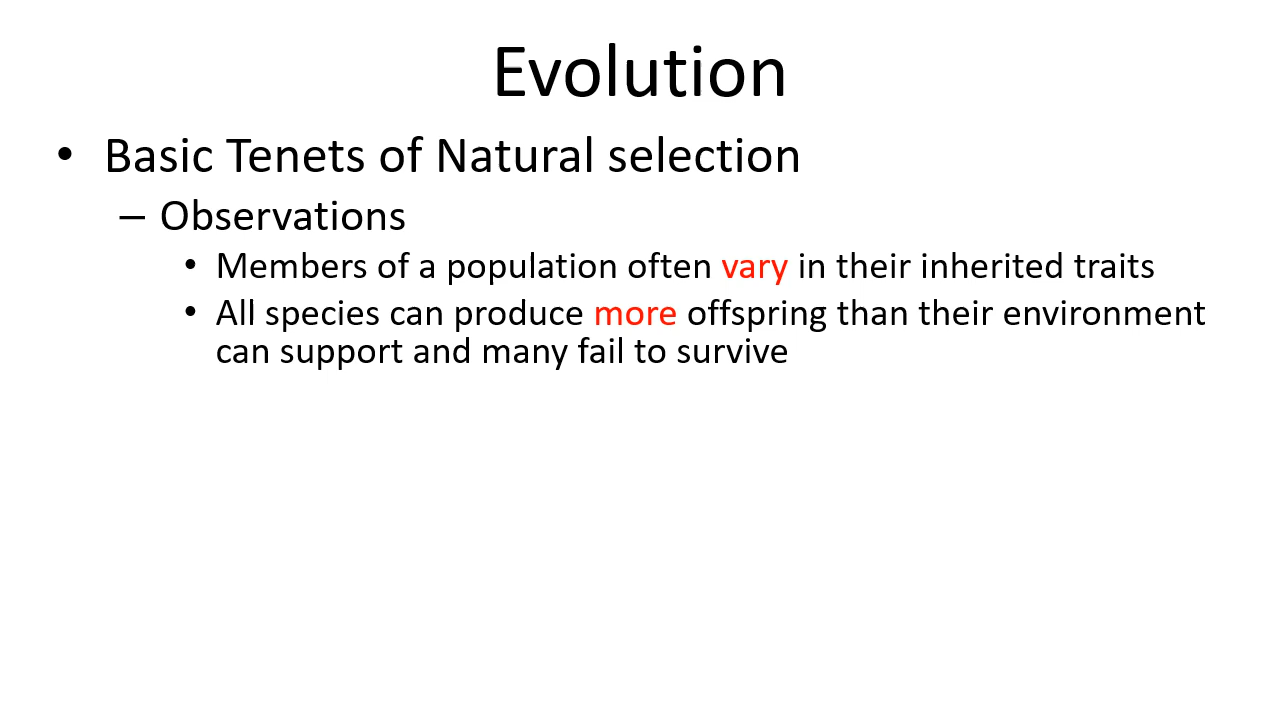 Evolution
• Basic Tenets of Natural selection
– Observations
• Members of a population often vary in their inherited traits
• All species can produce more offspring than their environment
can support and many fail to survive